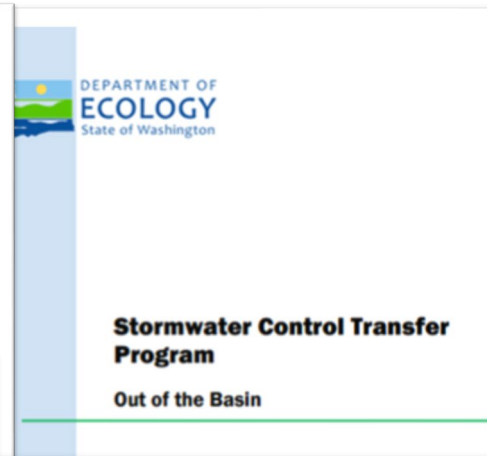 DEPARTMENT OF
ECOLOGY
State of Washington
Stormwater Control Transfer
Program
Out of the Basin